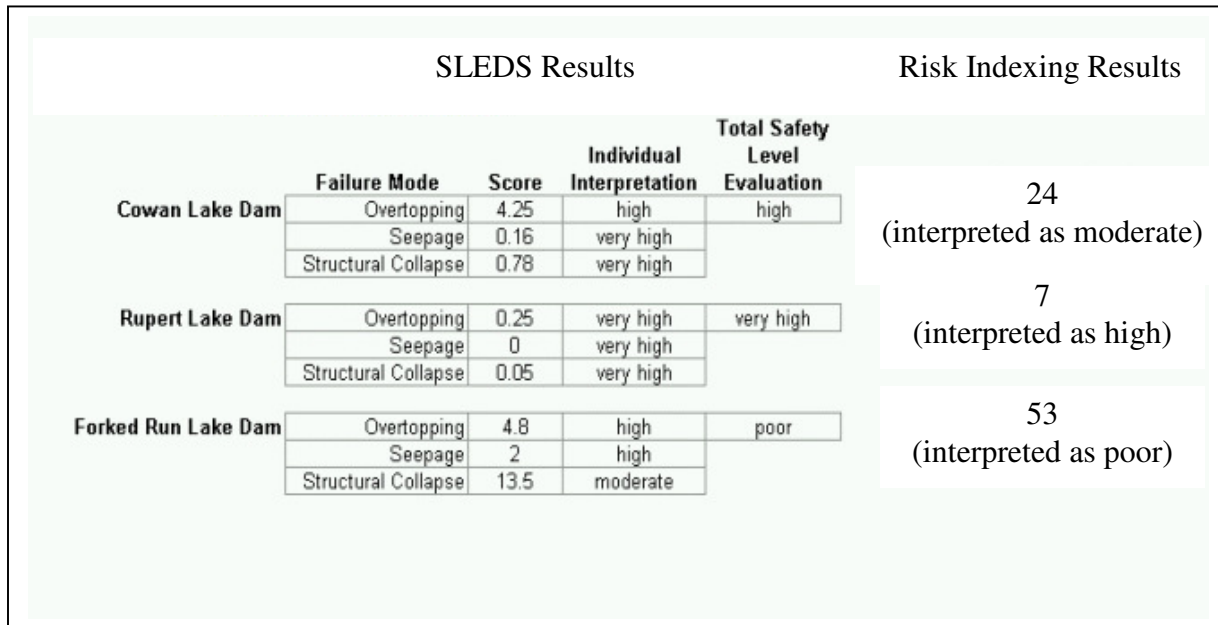 SLEDS Results Risk Indexing Results
Total Safety
Individual Level
Failure Mode Score Interpretation Evaluation
Cowan Lake Dam Overtopping 4.25 high high
Seepage 0.16 very high
Structural Collapse 0.78 very high
24
(interpreted as moderate)
Rupert Lake Dam Overtopping 0.25 very high very high
Seepage 0 very high
Structural Collapse 0.05 very high
7
(interpreted as high)
Forked Run Lake Dam Overtopping 4.8 high poor
Seepage 2 high
Structural Collapse 13.5 moderate
53
(interpreted as poor)